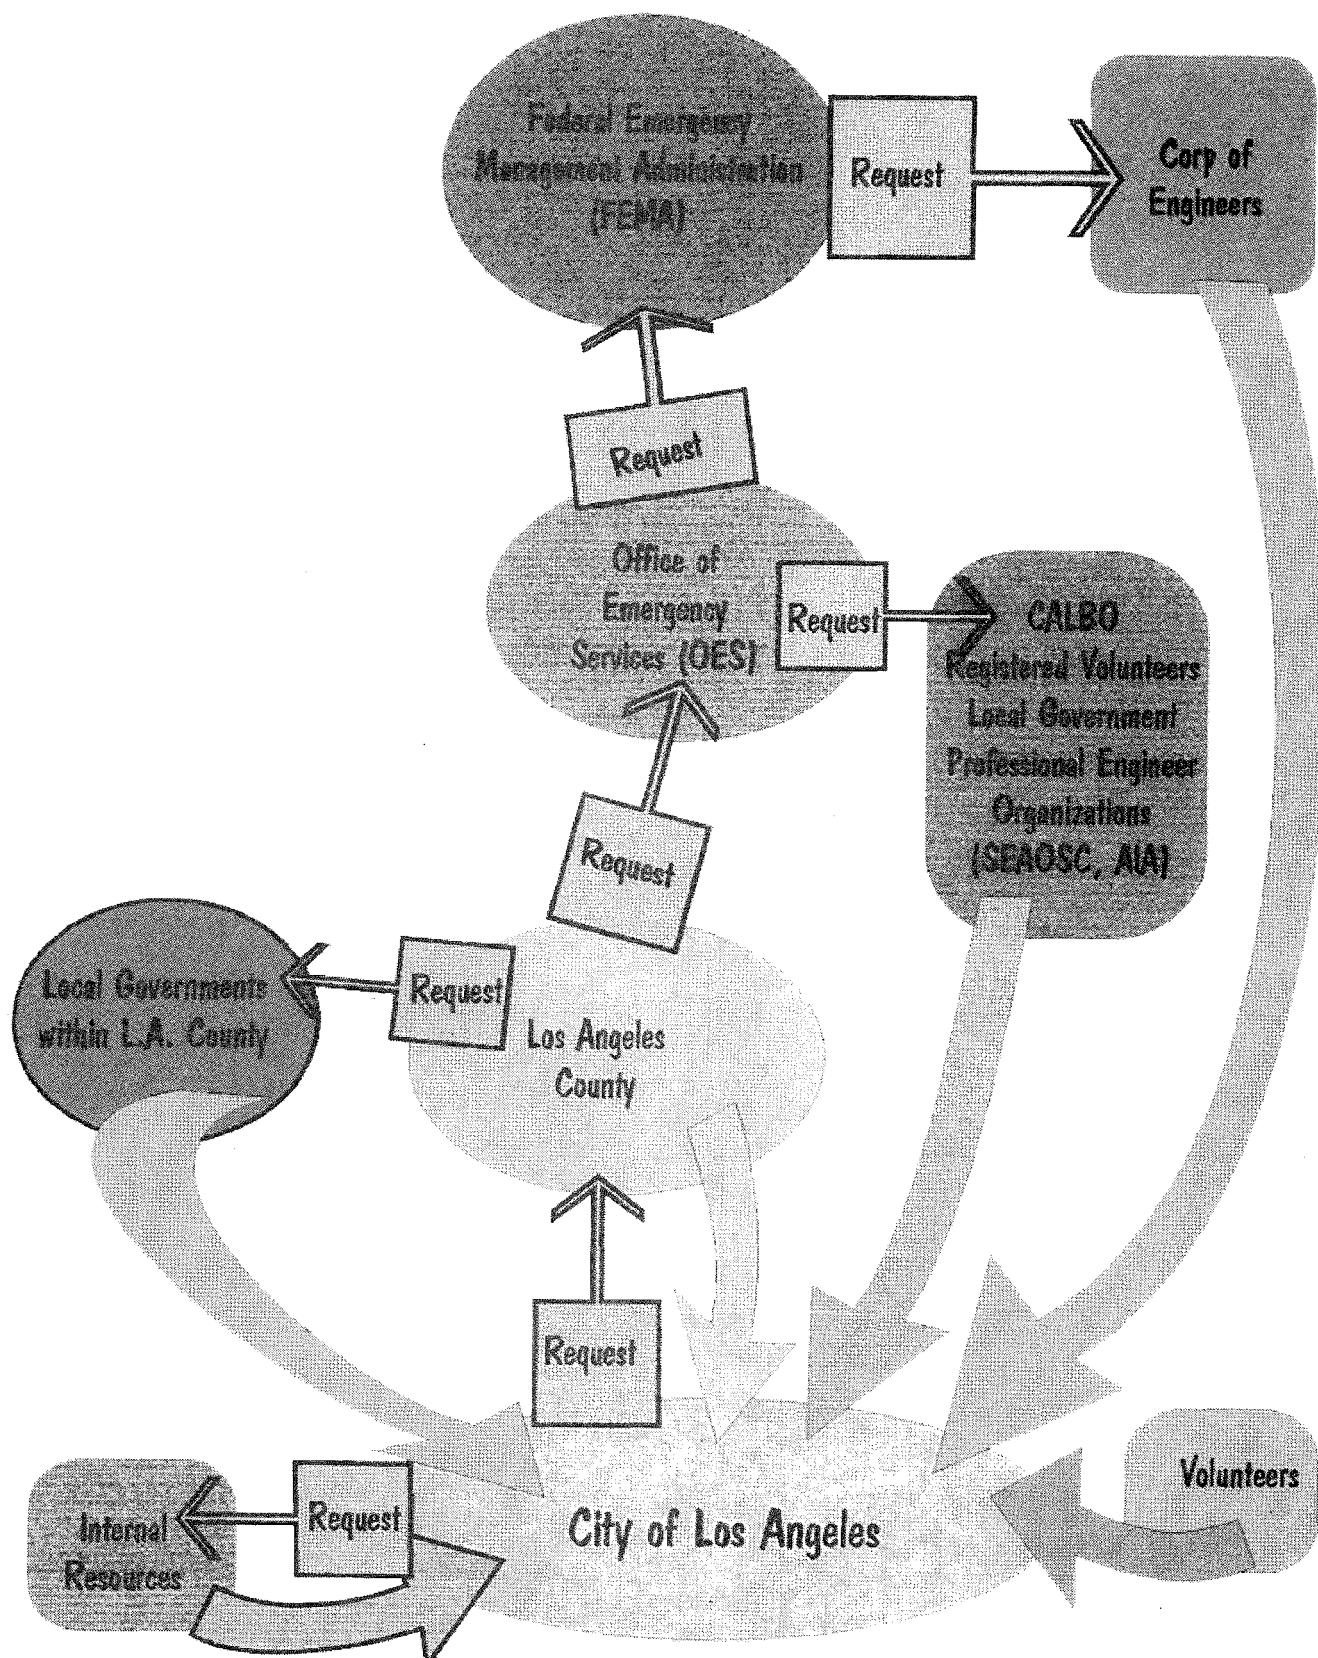 Federal Emergency
Management Administration
(FEMA)
Request
Corp of
Engineers
Request
Office of
Emergency
Services (OES)
Request
CALBO
Registered Volunteers
Local Government
Professional Engineer
Organizations
(SEAOSC, AIA)
Request
Local Governments
within L.A. County
Request
Los Angeles
County
Request
Volunteers
Internal
Resources
Request
City of Los Angeles